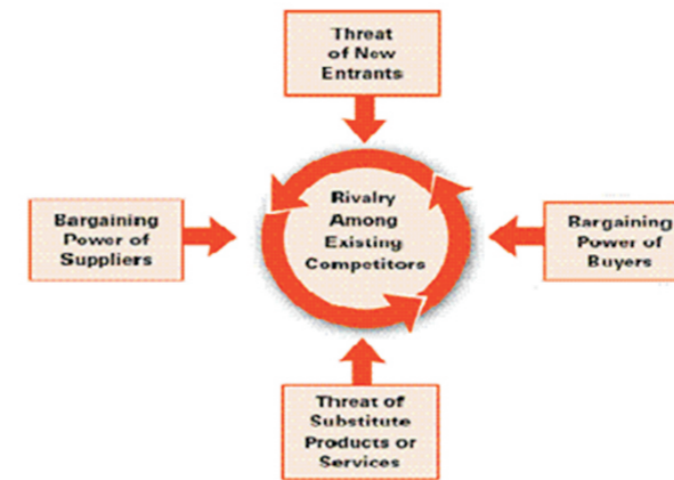 Threat
of New
Entrants
Bargaining
Power of
Suppliers
Rivalry
Among
Existing
Competitors
Bargaining
Power of
Buyers
Threat of
Substitute
Products or
Services